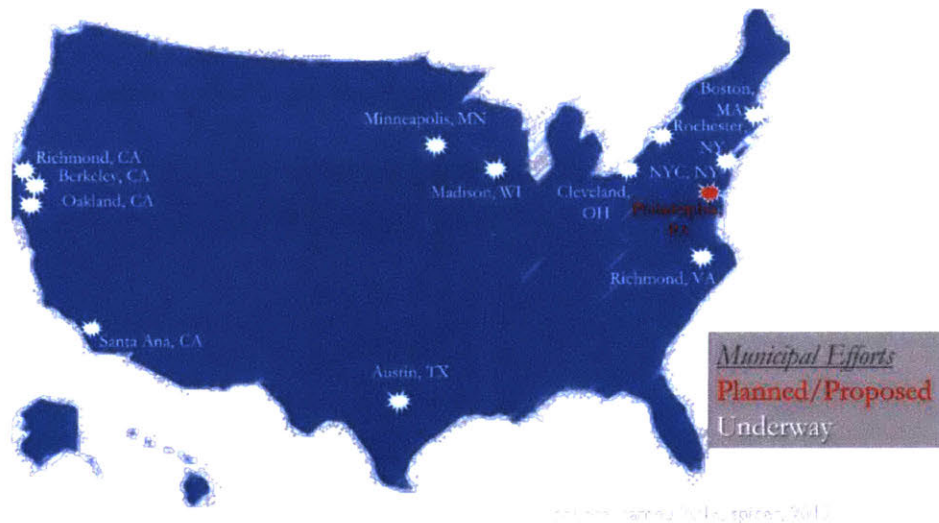 Boston,
MA
Minneapolis, MN
Rochester,
NY
Richmond, CA
Berkeley, CA
Oakland, CA
Madison, WI
Cleveland,
OH
NYC, NY
Philadelphia,
PA
Richmond, VA
Santa Ana, CA
Austin, TX
Municipal Efforts
Planned/Proposed
Underway